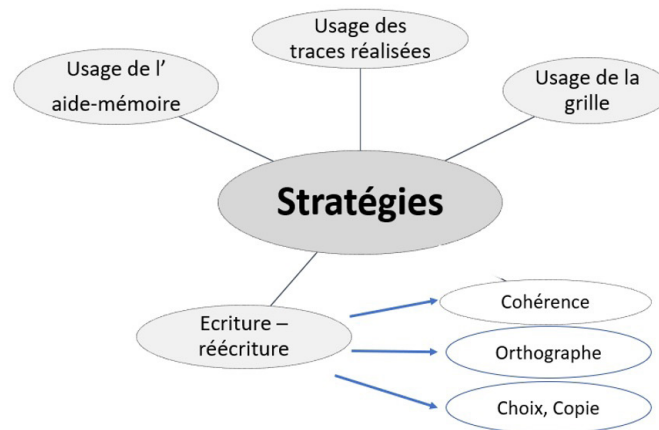 Usage des
traces réalisées
Usage de l’
aide-mémoire
Usage de la
grille
Stratégies
Ecriture –
réécriture
Cohérence
Orthographe
Choix, Copie